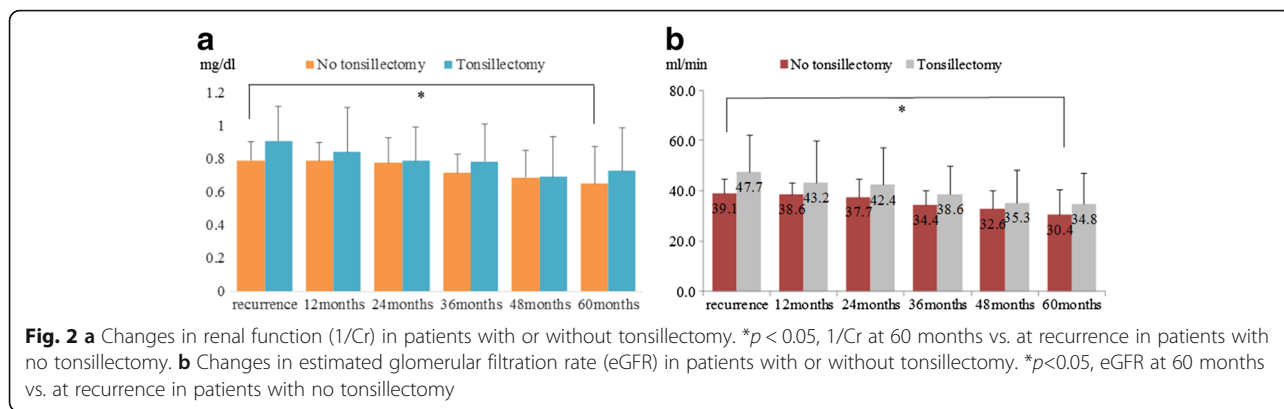 a
mg/dl
No tonsillectomy Tonsillectomy
*
1.2
1
0.8
0.6
0.4
0.2
0
recurrence 12months 24months 36months 48months 60months
b
ml/min
No tonsillectomy Tonsillectomy
*
80.0
60.0
40.0
20.0
0.0
39.1 47.7 38.6 43.2 37.7 42.4 34.4 38.6 32.6 35.3 30.4 34.8
recurrence 12months 24months 36months 48months 60months
Fig. 2 a Changes in renal function (1/Cr) in patients with or without tonsillectomy. *p < 0.05, 1/Cr at 60 months vs. at recurrence in patients with
no tonsillectomy. b Changes in estimated glomerular filtration rate (eGFR) in patients with or without tonsillectomy. *p<0.05, eGFR at 60 months
vs. at recurrence in patients with no tonsillectomy